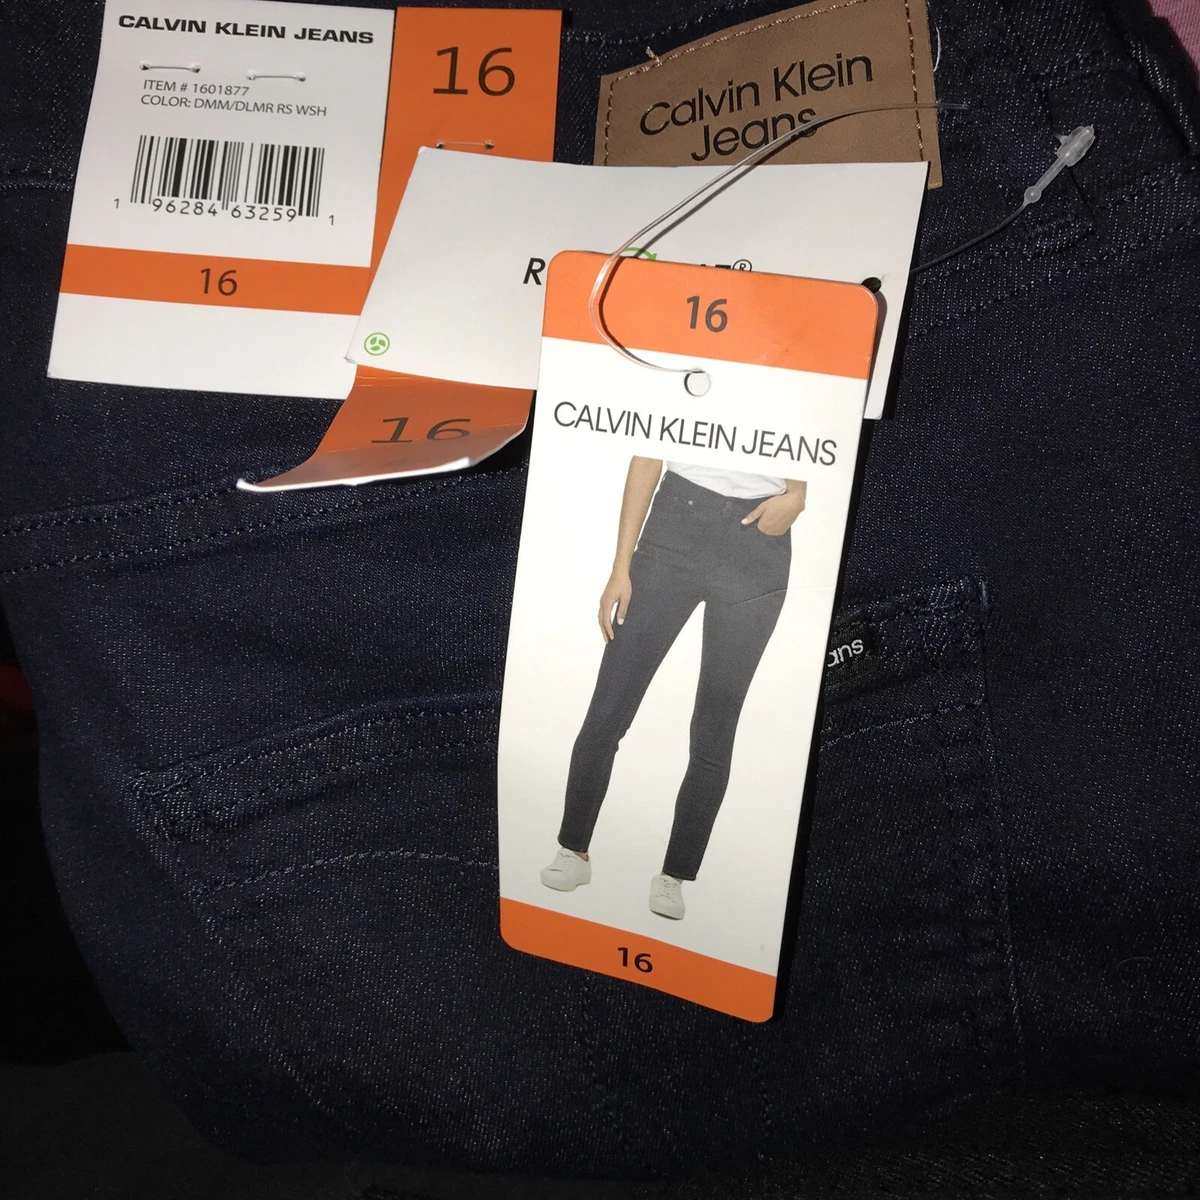 CALVIN KLEIN JEANS
ITEM # 1601877
COLOR: DMM/DLMR RS WSH
1 96284 63259 1
16
16
Calvin Klein
Jeans
R
®
16
16
CALVIN KLEIN JEANS
16
ans